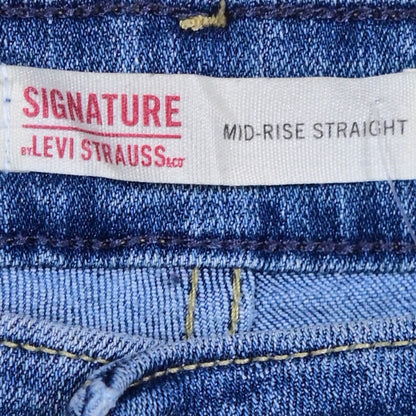 SIGNATURE
BY LEVI STRAUSS & CO
MID-RISE STRAIGHT